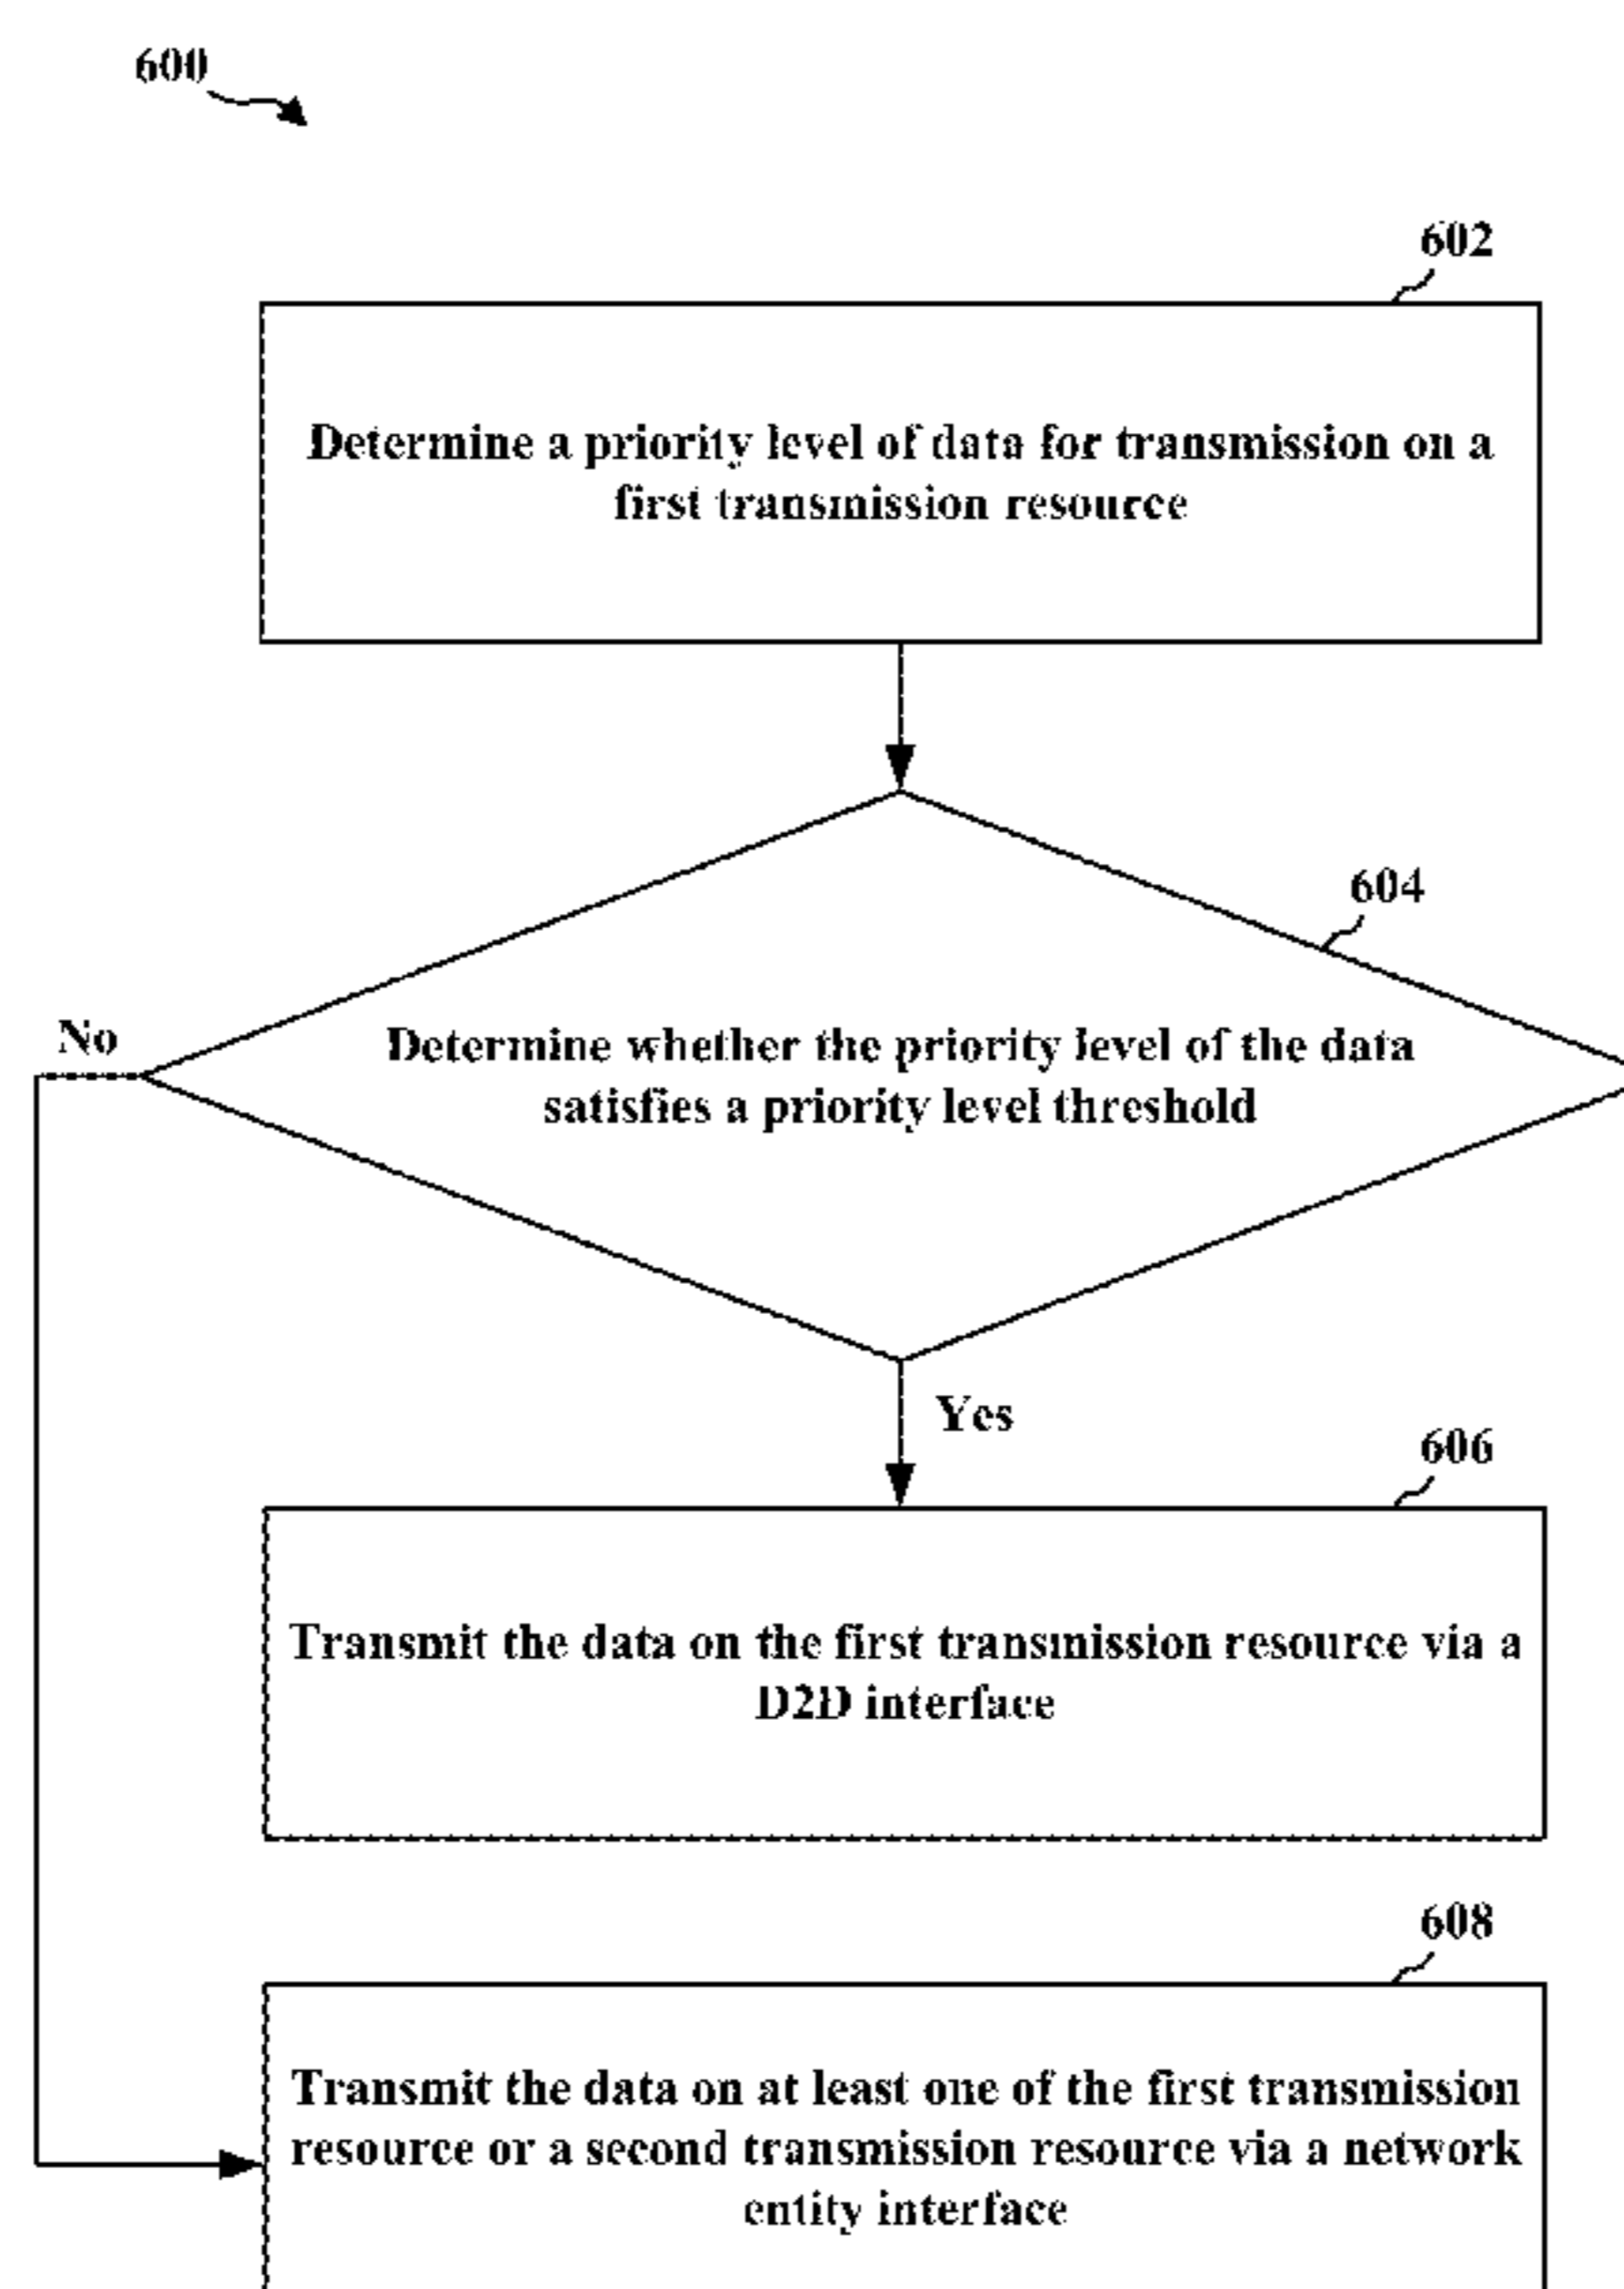 600
602
Determine a priority level of data for transmission on a
first transmission resource
604
No
Determine whether the priority level of the data
satisfies a priority level threshold
Yes
606
Transmit the data on the first transmission resource via a
D2D interface
608
Transmit the data on at least one of the first transmission
resource or a second transmission resource via a network
entity interface